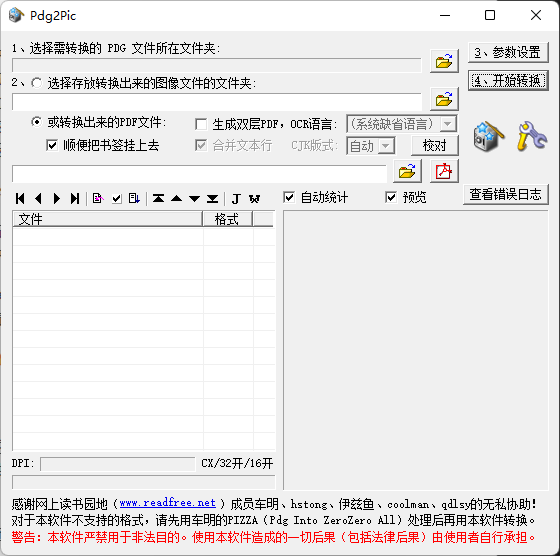 Pdg2Pic
1、选择需转换的 PDG 文件所在文件夹:
3、参数设置
2、 选择存放转换出来的图像文件的文件夹:
4、开始转换
或转换出来的PDF文件:
生成双层PDF，OCR语言:
(系统缺省语言)
顺便把书签挂上去
合并文本行
CJK版式:
自动
校对
J W
自动统计
预览
查看错误日志
文件
格式
DPI:
CX/32开/16开
感谢网上读书园地（www.readfree.net）成员车明、hstong、伊兹鱼、coolman、qdlsy的无私协助！
对于本软件不支持的格式，请先用车明的PIZZA（Pdg Into ZeroZero All）处理后再用本软件转换。
警告：本软件严禁用于非法目的。使用本软件造成的一切后果（包括法律后果）由使用者自行承担。